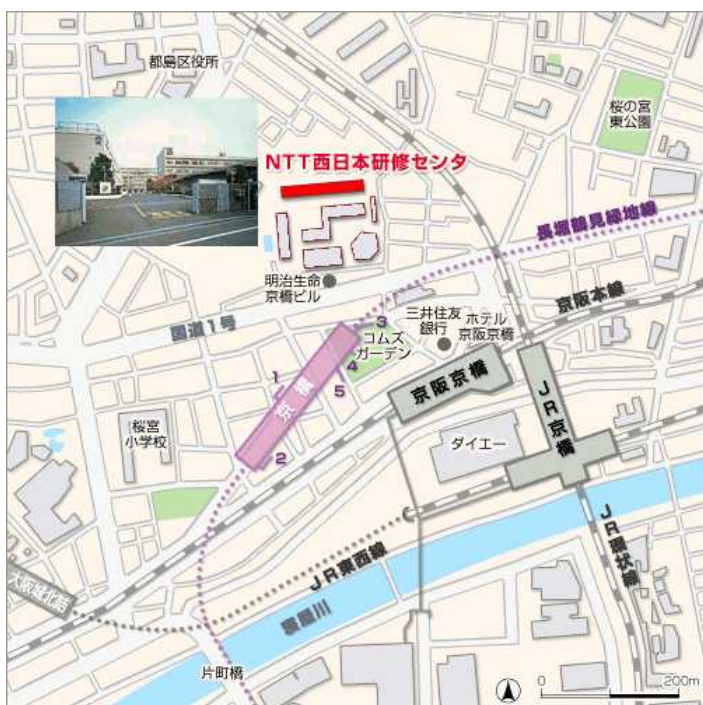 都島区役所
桜の宮
東公園
NTT西日本研修センタ
長堀鶴見緑地線
明治生命
京橋ビル
国道1号
三井住友
銀行
ホテル
京阪京橋
京阪本線
コムズ
ガーデン
3
4
5
1
2
京橋
京阪京橋
JR京橋
ダイエー
桜宮
小学校
JR東西線
JR環状線
大阪城北詰
寝屋川
片町橋
0
200m